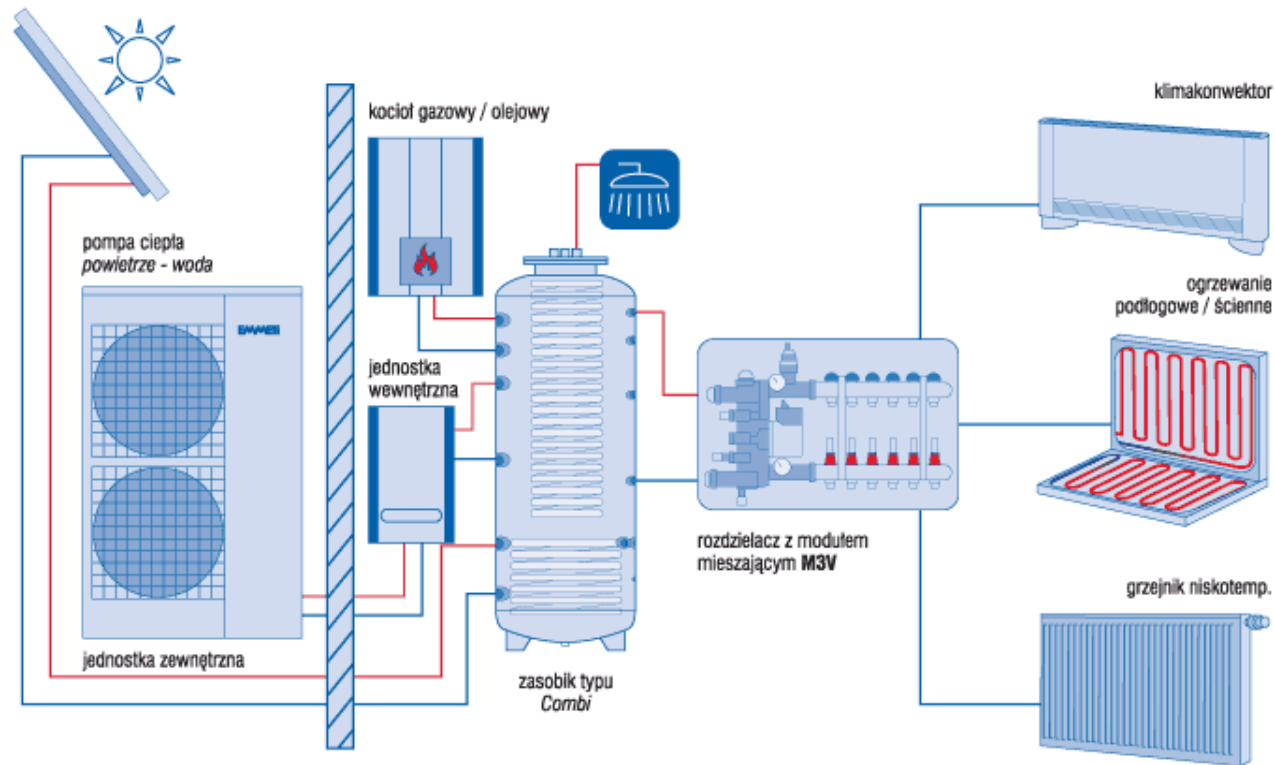 kocioł gazowy / olejowy
klimakonwektor
pompa ciepła
powietrze - woda
EMMETI
ogrzewanie
podłogowe / ścienne
jednostka
wewnętrzna
rozdzielacz z modułem
mieszającym M3V
grzejnik niskotemp.
jednostka zewnętrzna
zasobik typu
Combi